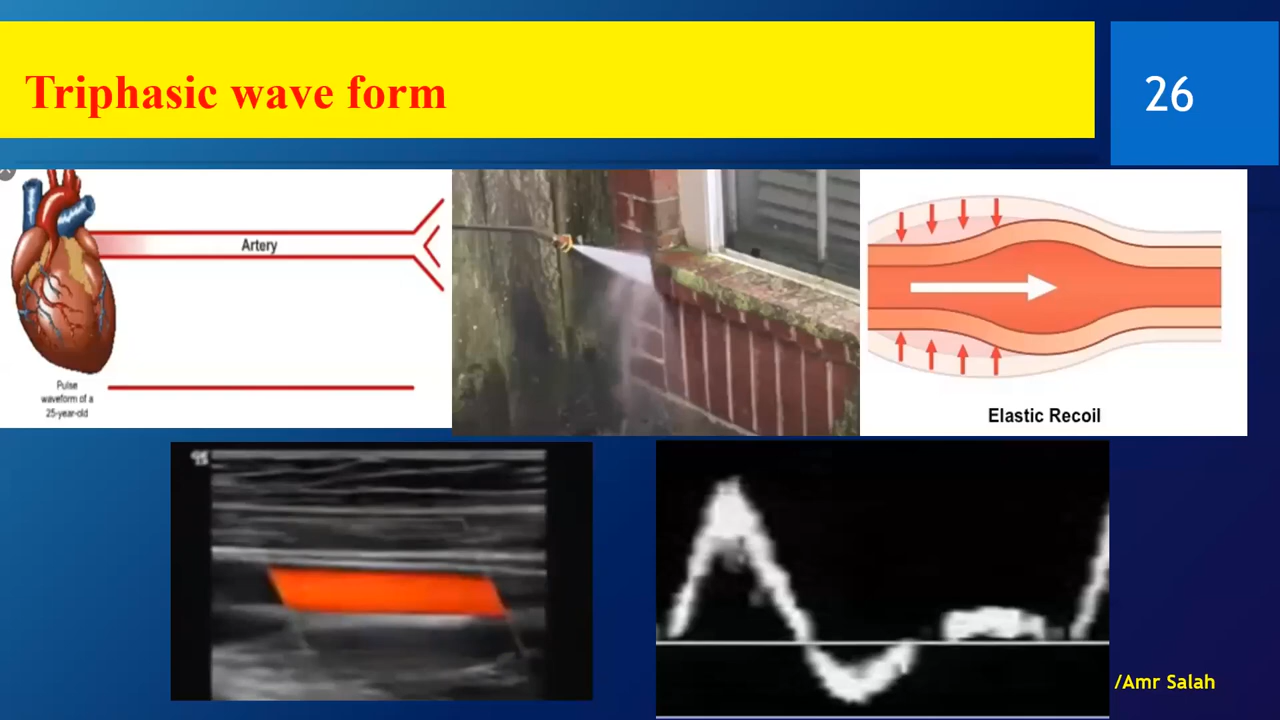 Triphasic wave form
26
Artery
Pulse
waveform of a
25-year-old
Elastic Recoil
/Amr Salah